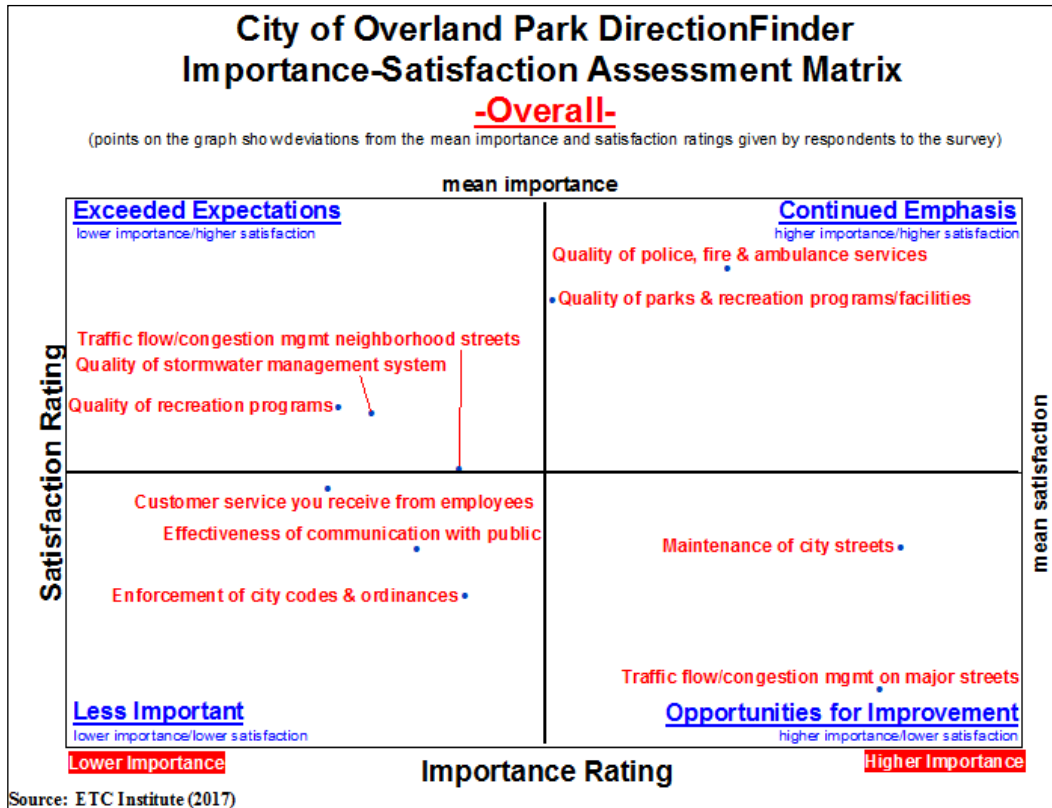 City of Overland Park DirectionFinder
Importance-Satisfaction Assessment Matrix
-Overall-
(points on the graph show deviations from the mean importance and satisfaction ratings given by respondents to the survey)
mean importance
Exceeded Expectations
lower importance/higher satisfaction
Continued Emphasis
higher importance/higher satisfaction
Quality of police, fire & ambulance services
Quality of parks & recreation programs/facilities
Traffic flow/congestion mgmt neighborhood streets
Quality of stormwater management system
Quality of recreation programs
Satisfaction Rating
mean satisfaction
Customer service you receive from employees
Effectiveness of communication with public
Maintenance of city streets
Enforcement of city codes & ordinances
Traffic flow/congestion mgmt on major streets
Less Important
lower importance/lower satisfaction
Opportunities for Improvement
higher importance/lower satisfaction
Lower Importance
Importance Rating
Higher Importance
Source: ETC Institute (2017)